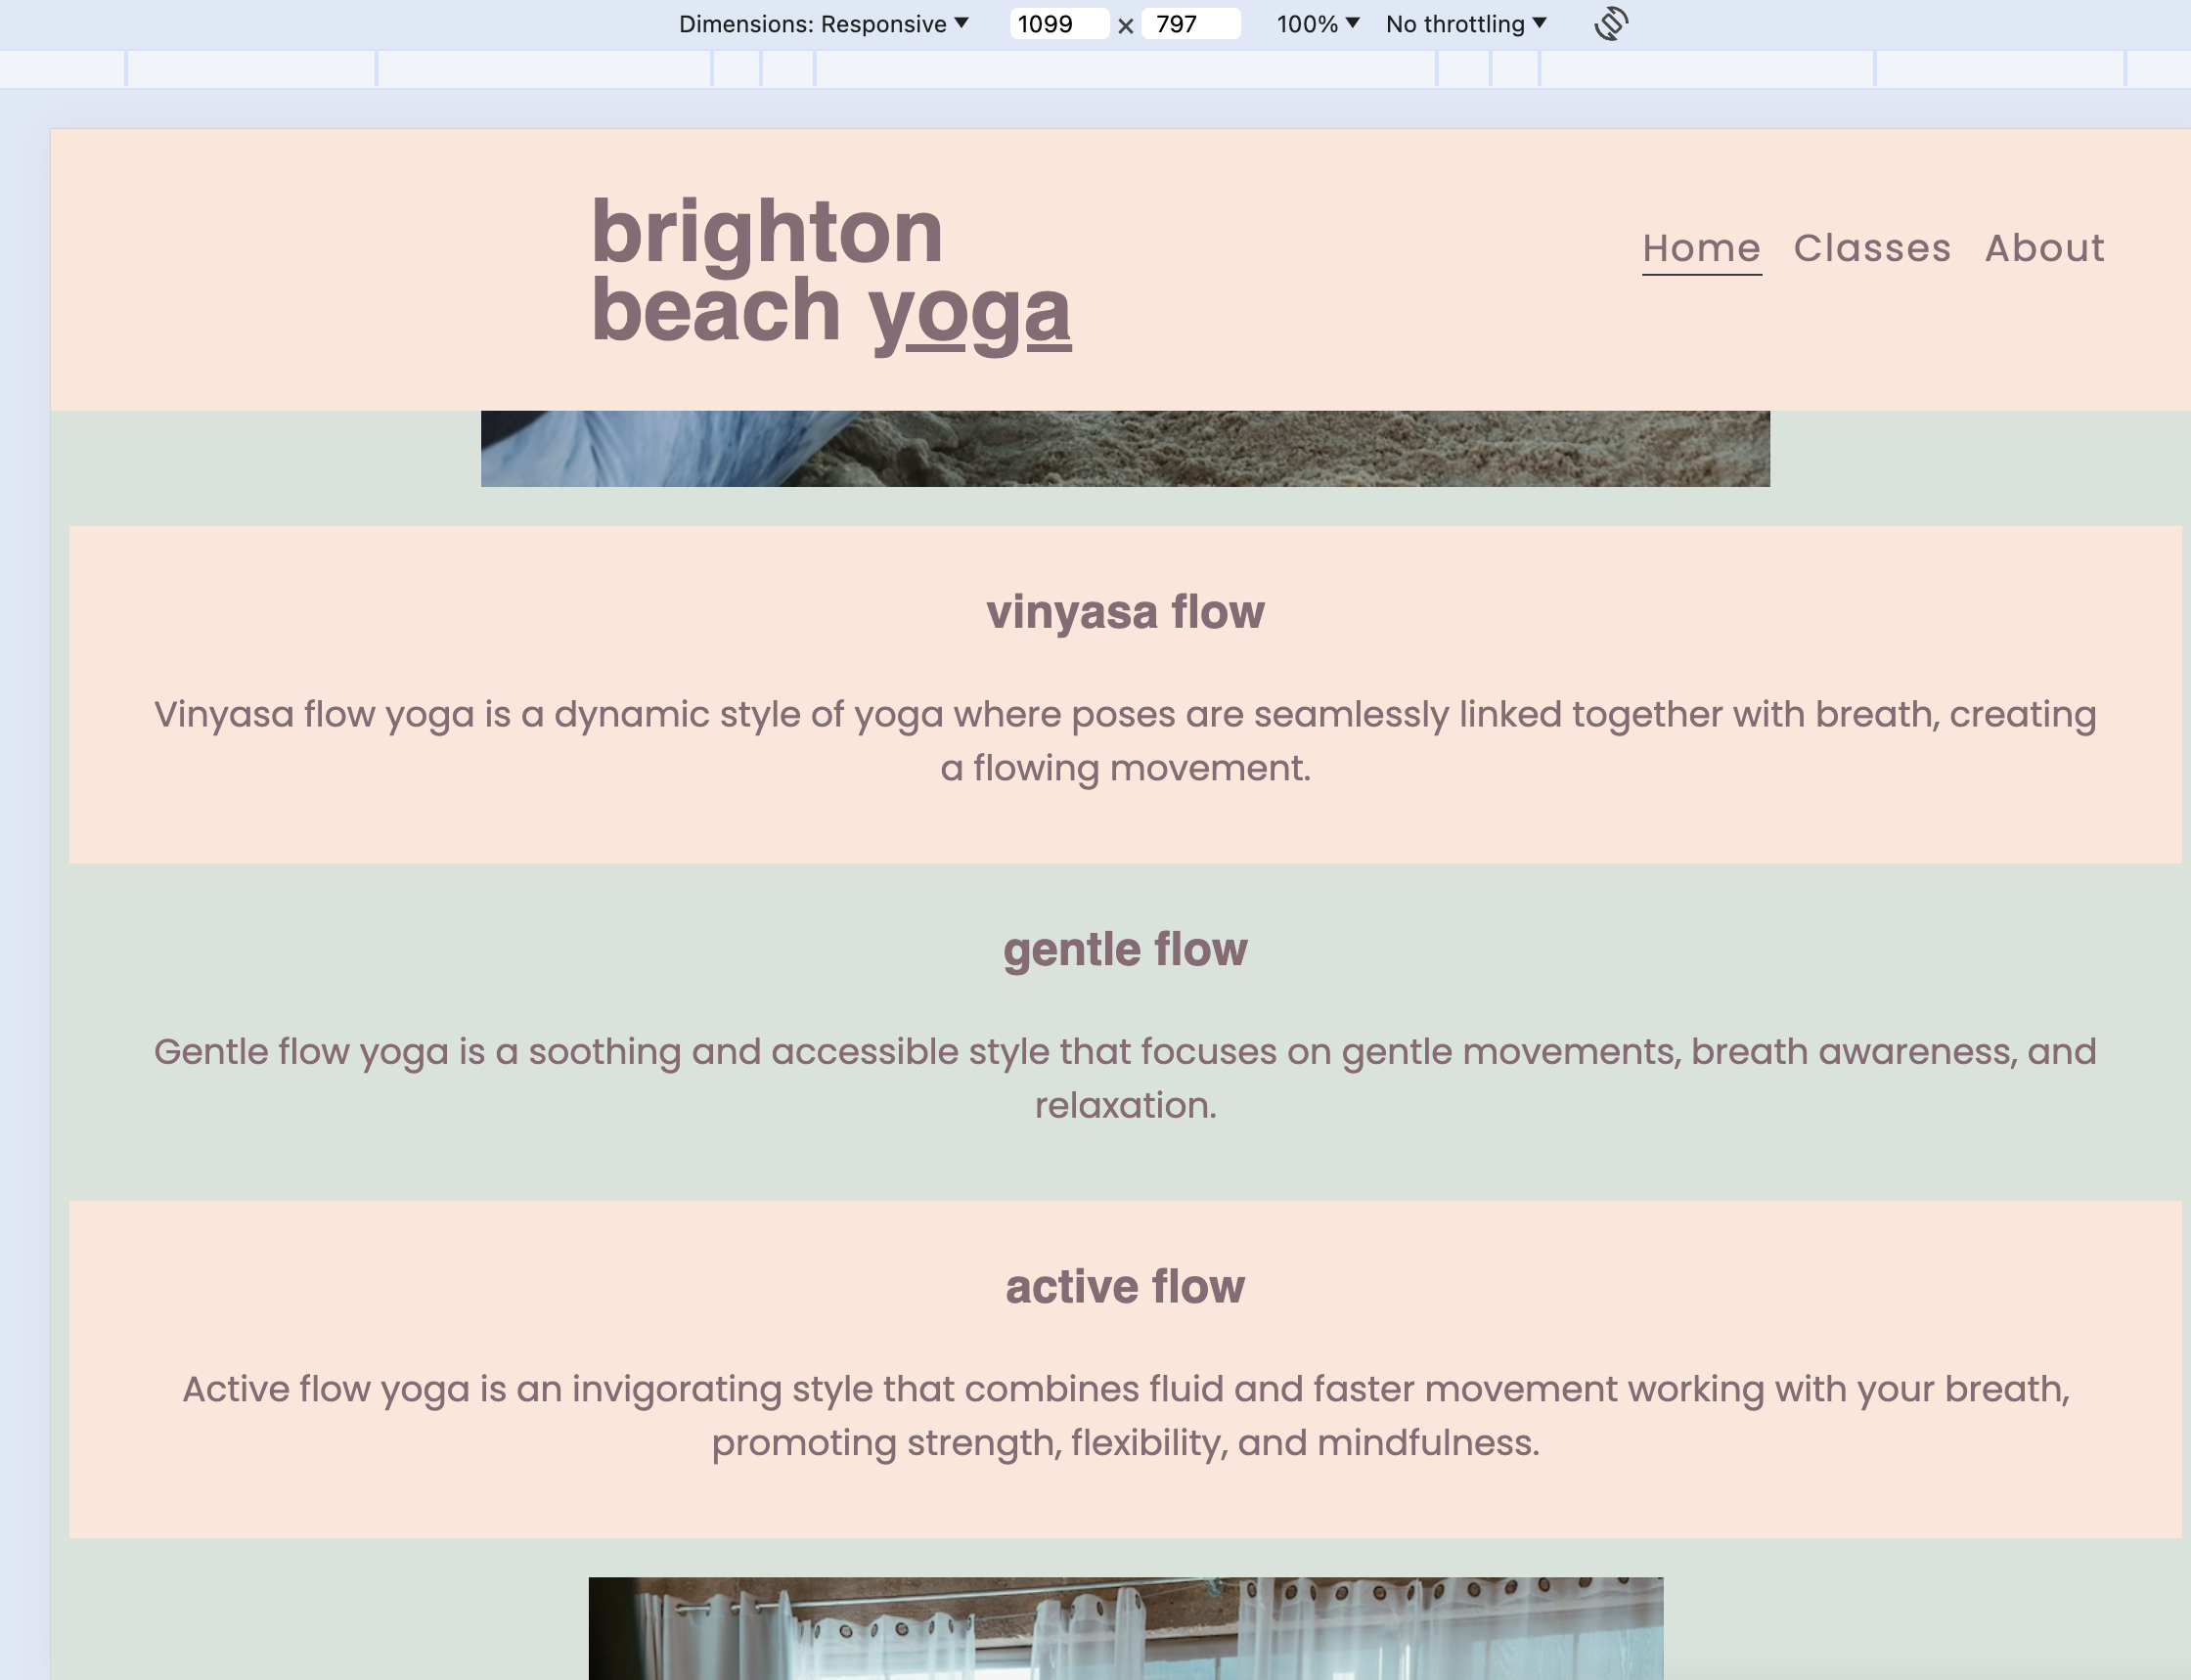 Dimensions: Responsive ▼ 1099 × 797 100% ▼ No throttling ▼
brighton
beach yoga
Home Classes About
vinyasa flow
Vinyasa flow yoga is a dynamic style of yoga where poses are seamlessly linked together with breath, creating
a flowing movement.
gentle flow
Gentle flow yoga is a soothing and accessible style that focuses on gentle movements, breath awareness, and
relaxation.
active flow
Active flow yoga is an invigorating style that combines fluid and faster movement working with your breath,
promoting strength, flexibility, and mindfulness.